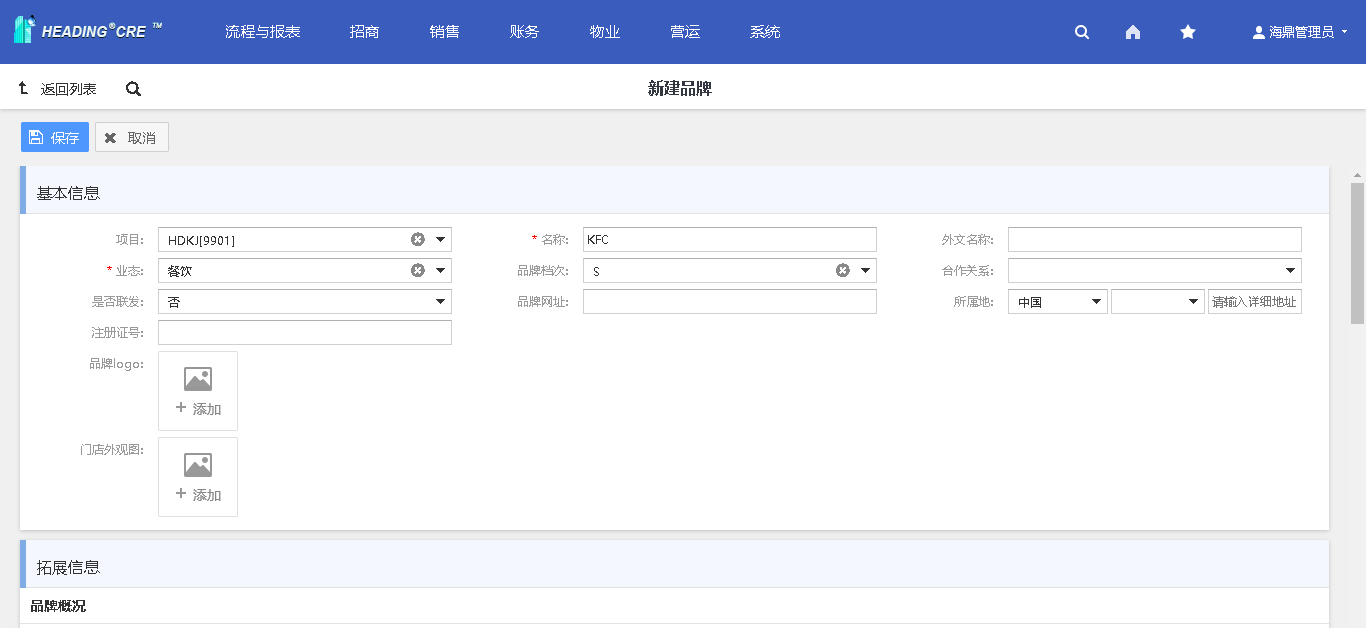 HEADING®CRE ™ 流程与报表 招商 销售 账务 物业 营运 系统 海鼎管理员
返回列表 新建品牌
保存 取消
基本信息
项目: HDKJ[9901] * 名称: KFC 外文名称:
* 业态: 餐饮 品牌档次: S 合作关系:
是否联发: 否 品牌网址: 所属地: 中国 请输入详细地址
注册证号:
品牌logo:
+ 添加
门店外观图:
+ 添加
拓展信息
品牌概况